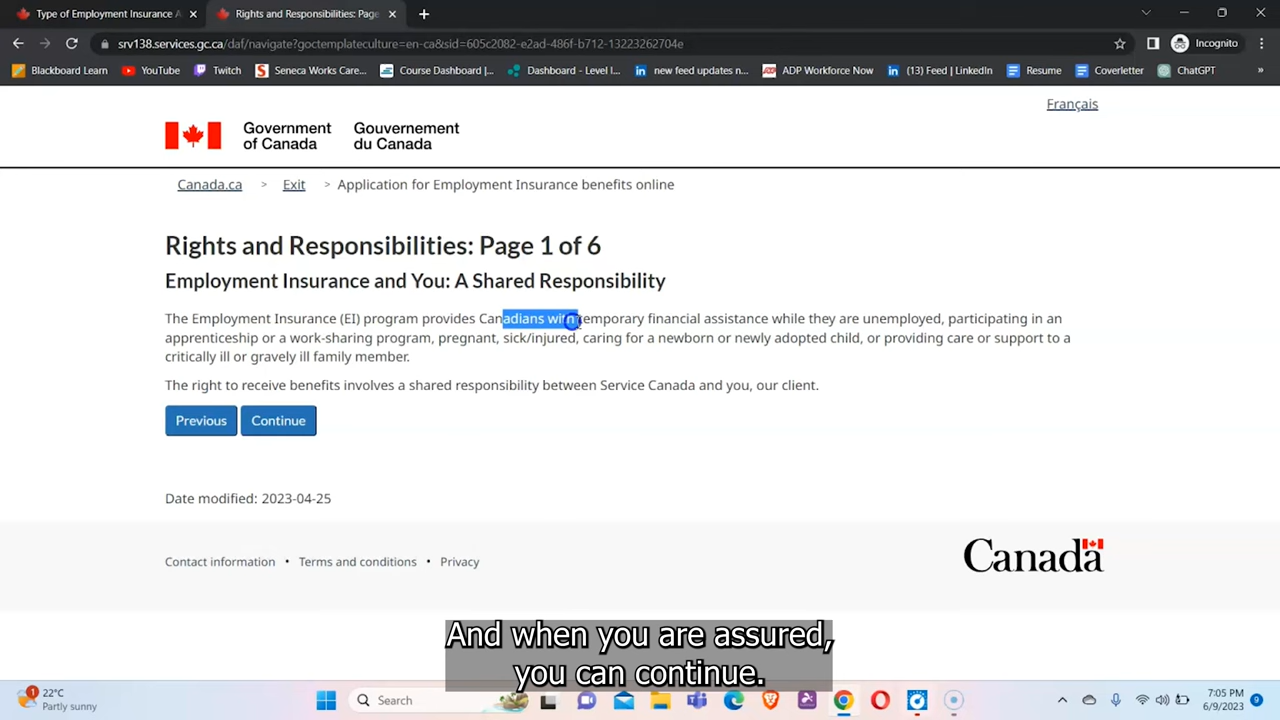 Type of Employment Insurance A
Rights and Responsibilities: Page
srv138.services.gc.ca/daf/navigate?goctemplateculture=en-ca&sid=605c2082-e2ad-486f-b712-13223262704e
Incognito
Blackboard Learn
YouTube
Twitch
Seneca Works Care...
Course Dashboard |...
Dashboard - Level I...
new feed updates n...
ADP Workforce Now
(13) Feed | LinkedIn
Resume
Coverletter
ChatGPT
»
Français
Government
of Canada
Gouvernement
du Canada
Canada.ca > Exit > Application for Employment Insurance benefits online
Rights and Responsibilities: Page 1 of 6
Employment Insurance and You: A Shared Responsibility
The Employment Insurance (EI) program provides Canadians with temporary financial assistance while they are unemployed, participating in an
apprenticeship or a work-sharing program, pregnant, sick/injured, caring for a newborn or newly adopted child, or providing care or support to a
critically ill or gravely ill family member.
The right to receive benefits involves a shared responsibility between Service Canada and you, our client.
Previous
Continue
Date modified: 2023-04-25
Contact information • Terms and conditions • Privacy
Canada
And when you are assured,
you can continue.
1
22°C
Partly sunny
Search
7:05 PM
6/9/2023
9